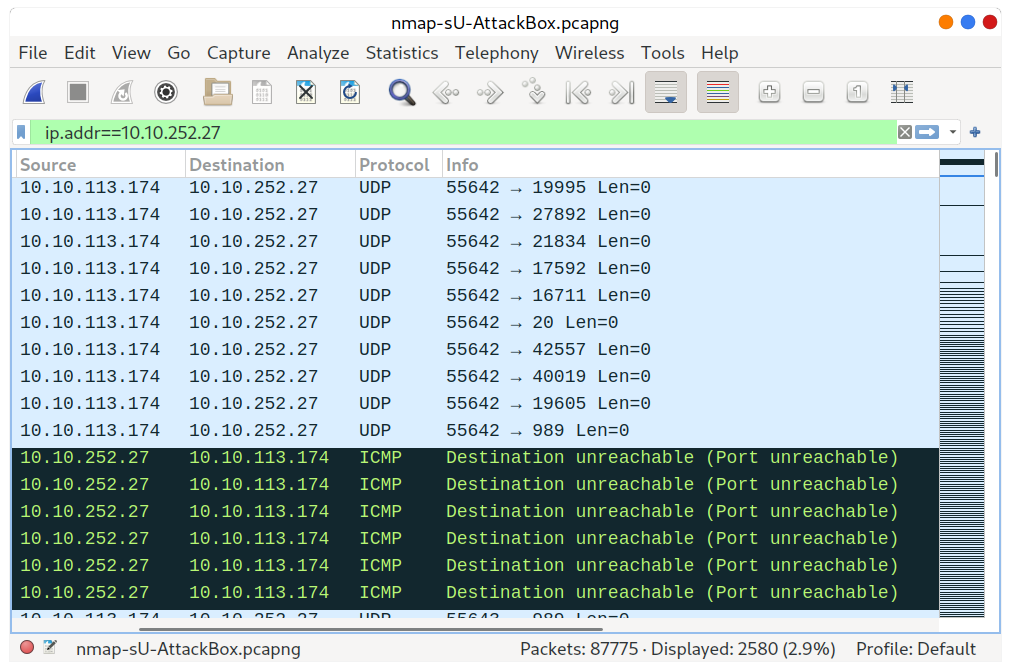 nmap-sU-AttackBox.pcapng
File Edit View Go Capture Analyze Statistics Telephony Wireless Tools Help
ip.addr==10.10.252.27
Source Destination Protocol Info
10.10.113.174 10.10.252.27 UDP 55642 → 19995 Len=0
10.10.113.174 10.10.252.27 UDP 55642 → 27892 Len=0
10.10.113.174 10.10.252.27 UDP 55642 → 21834 Len=0
10.10.113.174 10.10.252.27 UDP 55642 → 17592 Len=0
10.10.113.174 10.10.252.27 UDP 55642 → 16711 Len=0
10.10.113.174 10.10.252.27 UDP 55642 → 20 Len=0
10.10.113.174 10.10.252.27 UDP 55642 → 42557 Len=0
10.10.113.174 10.10.252.27 UDP 55642 → 40019 Len=0
10.10.113.174 10.10.252.27 UDP 55642 → 19605 Len=0
10.10.113.174 10.10.252.27 UDP 55642 → 989 Len=0
10.10.252.27 10.10.113.174 ICMP Destination unreachable (Port unreachable)
10.10.252.27 10.10.113.174 ICMP Destination unreachable (Port unreachable)
10.10.252.27 10.10.113.174 ICMP Destination unreachable (Port unreachable)
10.10.252.27 10.10.113.174 ICMP Destination unreachable (Port unreachable)
10.10.252.27 10.10.113.174 ICMP Destination unreachable (Port unreachable)
10.10.252.27 10.10.113.174 ICMP Destination unreachable (Port unreachable)
nmap-sU-AttackBox.pcapng Packets: 87775 · Displayed: 2580 (2.9%) Profile: Default